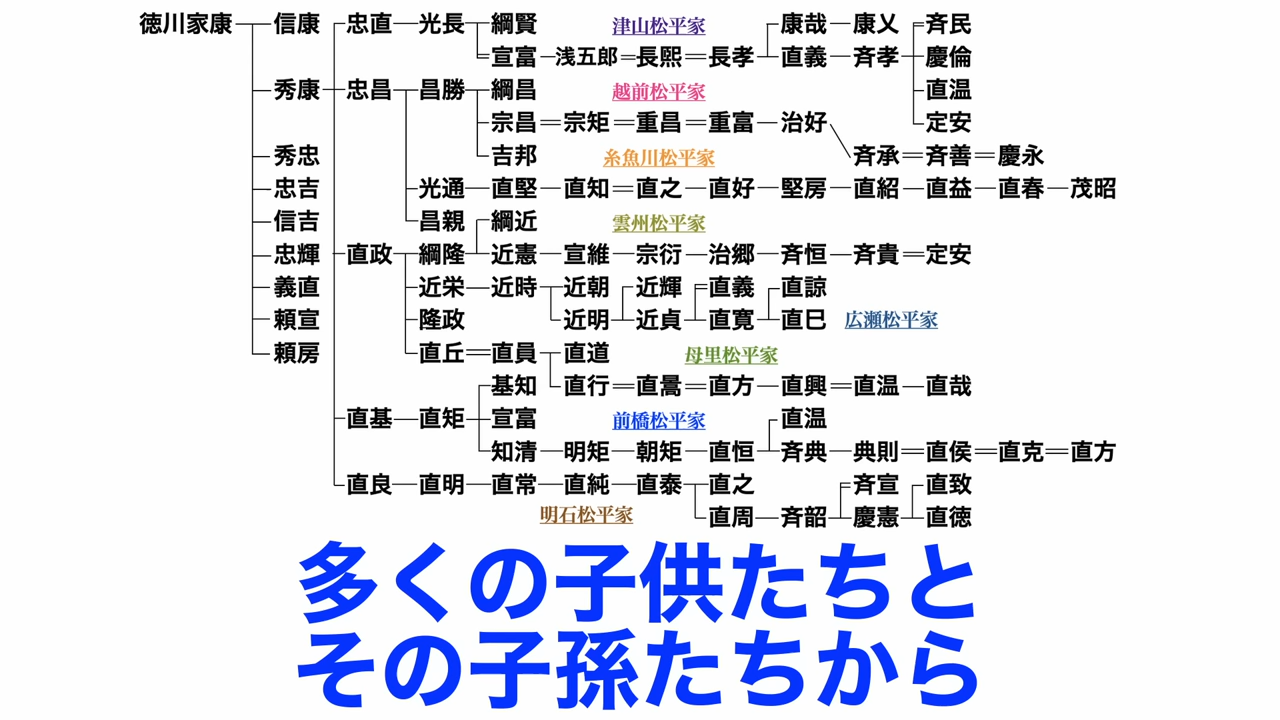 徳川家康 信康 忠直 光長 綱賢 津山松平家 康哉 康乂 斉民
宣富 浅五郎 長熙 長孝 直義 斉孝 慶倫
秀康 忠昌 昌勝 綱昌 越前松平家 直温
宗昌 宗矩 重昌 重富 治好 定安
秀忠 吉邦 糸魚川松平家 斉承 斉善 慶永
忠吉 光通 直堅 直知 直之 直好 堅房 直紹 直益 直春 茂昭
信吉 昌親 綱近 雲州松平家
忠輝 直政 綱隆 近憲 宣維 宗衍 治郷 斉恒 斉貴 定安
義直 近栄 近時 近朝 近輝 直義 直諒
頼宣 隆政 近明 近貞 直寛 直巳 広瀬松平家
頼房 直丘 直員 直道 母里松平家
基知 直行 直暠 直方 直興 直温 直哉
直基 直矩 宣富 前橋松平家 直温
知清 明矩 朝矩 直恒 斉典 典則 直侯 直克 直方
直良 直明 直常 直純 直泰 直之 斉宣 直致
明石松平家 直周 斉韶 慶憲 直徳
多くの子供たちと
その子孫たちから